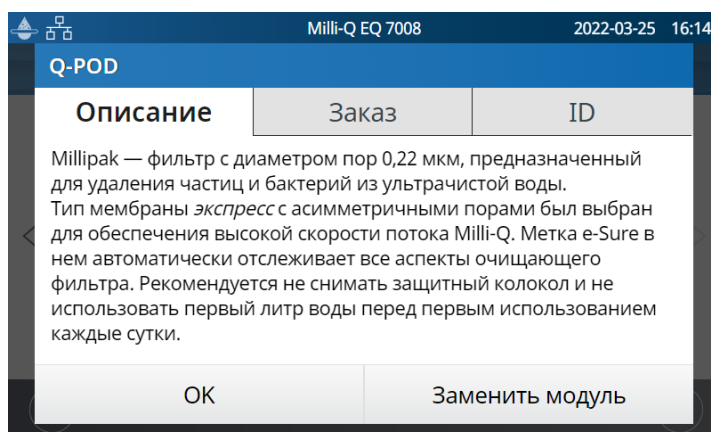 Milli-Q EQ 7008 2022-03-25 16:14
Q-POD
Описание Заказ ID
Millipak — фильтр с диаметром пор 0,22 мкм, предназначенный
для удаления частиц и бактерий из ультрачистой воды.
Тип мембраны экспресс с асимметричными порами был выбран
для обеспечения высокой скорости потока Milli-Q. Метка e-Sure в
нем автоматически отслеживает все аспекты очищающего
фильтра. Рекомендуется не снимать защитный колокол и не
использовать первый литр воды перед первым использованием
каждые сутки.
OK Заменить модуль